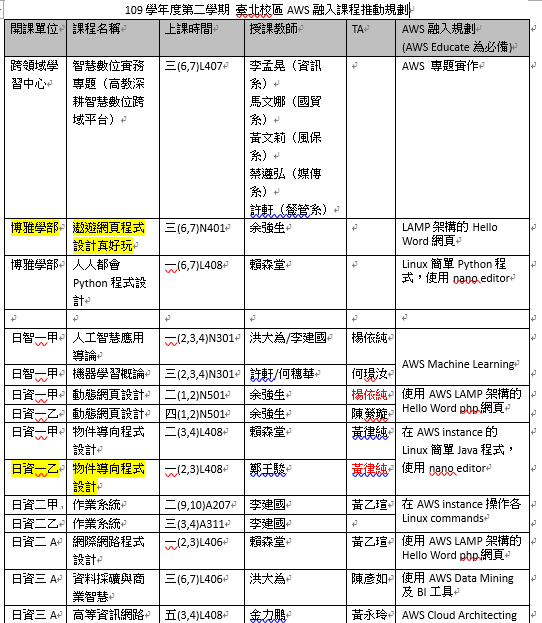 109 學年度第二學期 臺北校區 AWS 融入課程推動規劃
開課單位 課程名稱 上課時間 授課教師 TA AWS 融入規劃
(AWS Educate 為必備)
跨領域學習中心 智慧數位實務專題（高教深耕智慧數位跨域平台） 三(6,7)L407 李孟晃（資訊系） AWS 專題實作
馬文娜（國貿系）
黃文莉（風保系）
蔡遵弘（媒傳系）
許軒（餐管系）
博雅學部 遨遊網頁程式設計真好玩 三(6,7)N401 余強生 LAMP 架構的 Hello Word 網頁
博雅學部 人人都會 Python 程式設計 一(6,7)L408 賴森堂 Linux 簡單 Python 程式，使用 nano editor
日智一甲 人工智慧應用導論 一(2,3,4)N301 洪大為/李建國 楊依純 AWS Machine Learning
日智一甲 機器學習概論 三(2,3,4)N301 許軒/何穗華 何璟汝
日資一甲 動態網頁設計 二(1,2)N501 余強生 楊依純 使用 AWS LAMP 架構的 Hello Word php 網頁
日資一乙 動態網頁設計 四(1,2)N501 余強生 陳縈璇
日資一甲 物件導向程式設計 二(3,4)L408 賴森堂 黃侓純 在 AWS instance 的 Linux 簡單 Java 程式，使用 nano editor
日資一乙 物件導向程式設計 一(2,3)L408 鄭王駿 黃侓純
日資二甲 作業系統 二(9,10)A207 李建國 黃乙瑄 在 AWS instance 操作各 Linux commands
日資二乙 作業系統 三(3,4)A311 李建國
日資二 A 網際網路程式設計 一(2,3)L406 賴森堂 黃乙瑄 使用 AWS LAMP 架構的 Hello Word php 網頁
日資三 A 資料採礦與商業智慧 三(6,7)L406 洪大為 陳彥如 使用 AWS Data Mining 及 BI 工具
日資三 A 高等資訊網路 五(3,4)L408 金力鵬 黃永玲 AWS Cloud Architecting